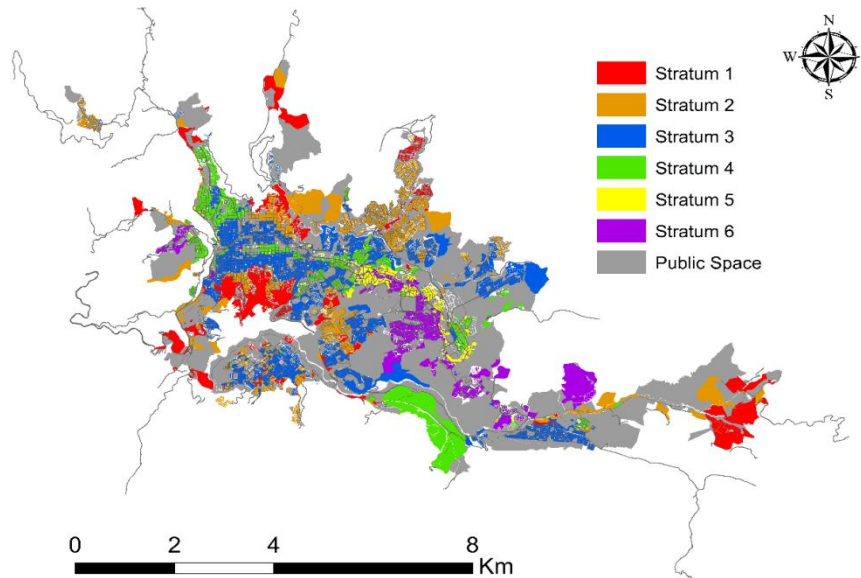 N
W
E
S
Stratum 1
Stratum 2
Stratum 3
Stratum 4
Stratum 5
Stratum 6
Public Space
0 2 4 8
Km